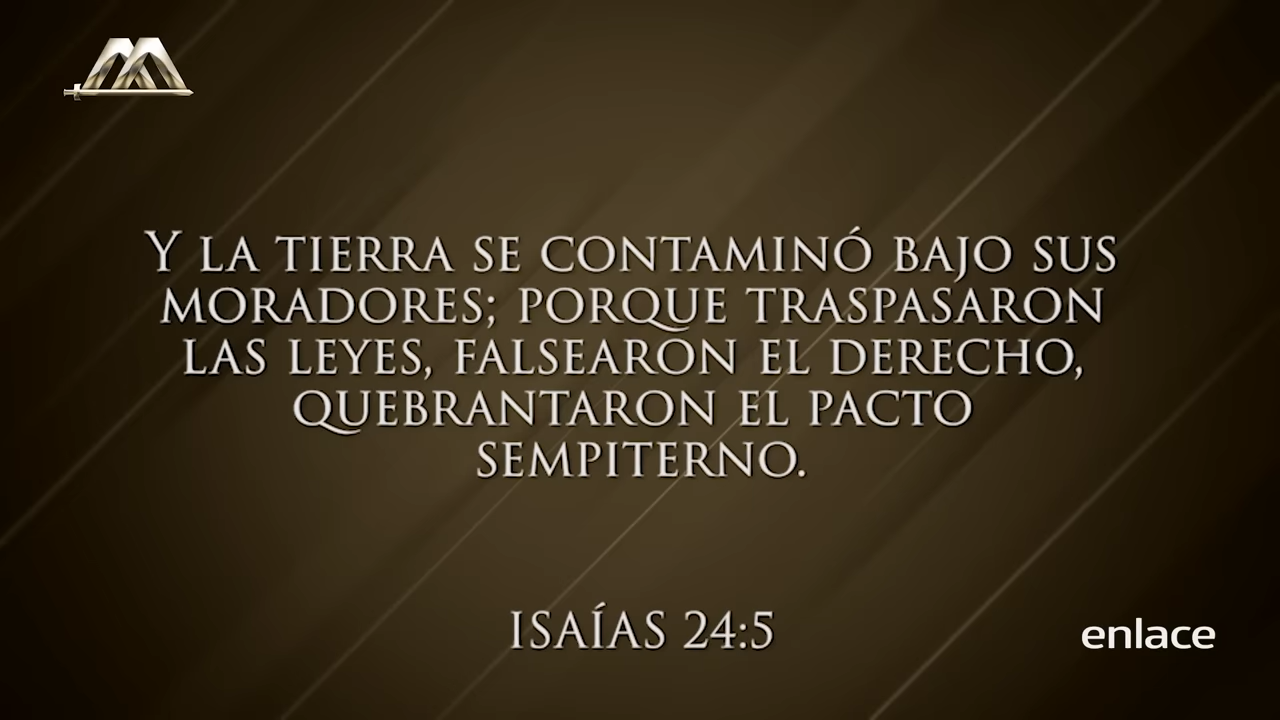 Y LA TIERRA SE CONTAMINÓ BAJO SUS
MORADORES; PORQUE TRASPASARON
LAS LEYES, FALSEARON EL DERECHO,
QUEBRANTARON EL PACTO
SEMPITERNO.
ISAÍAS 24:5
enlace